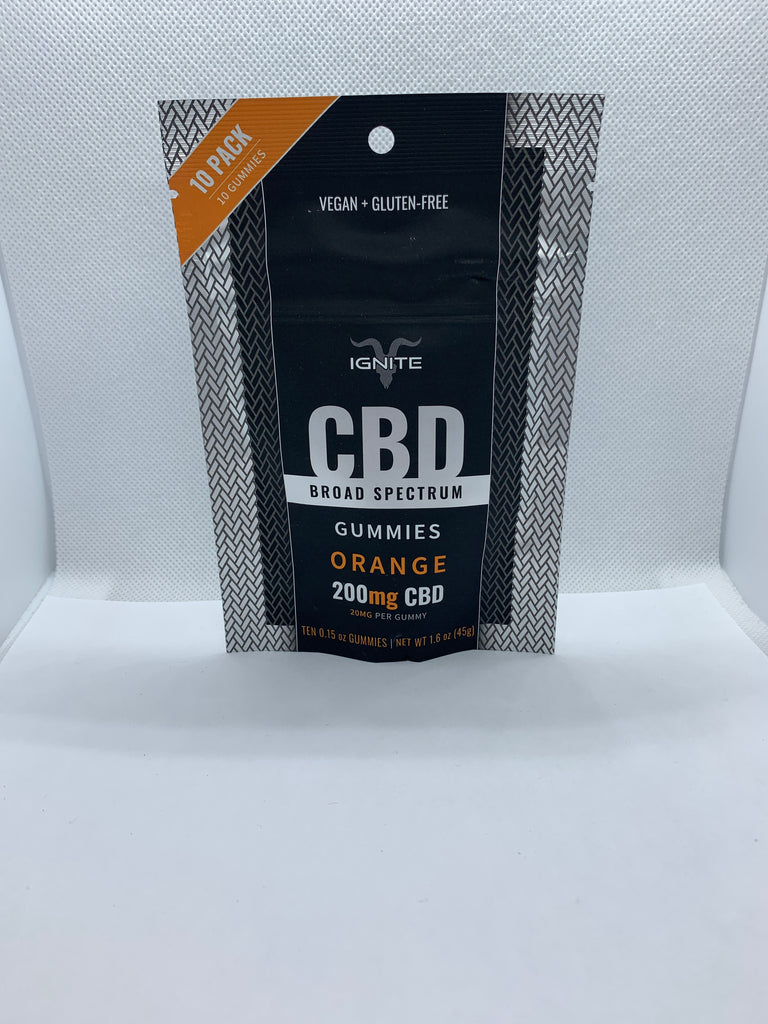 10 PACK
10 GUMMIES
VEGAN + GLUTEN-FREE
IGNITE
CBD
BROAD SPECTRUM
GUMMIES
ORANGE
200mg CBD
20MG PER GUMMY
TEN 0.15 oz GUMMIES | NET WT 1.6 oz (45g)